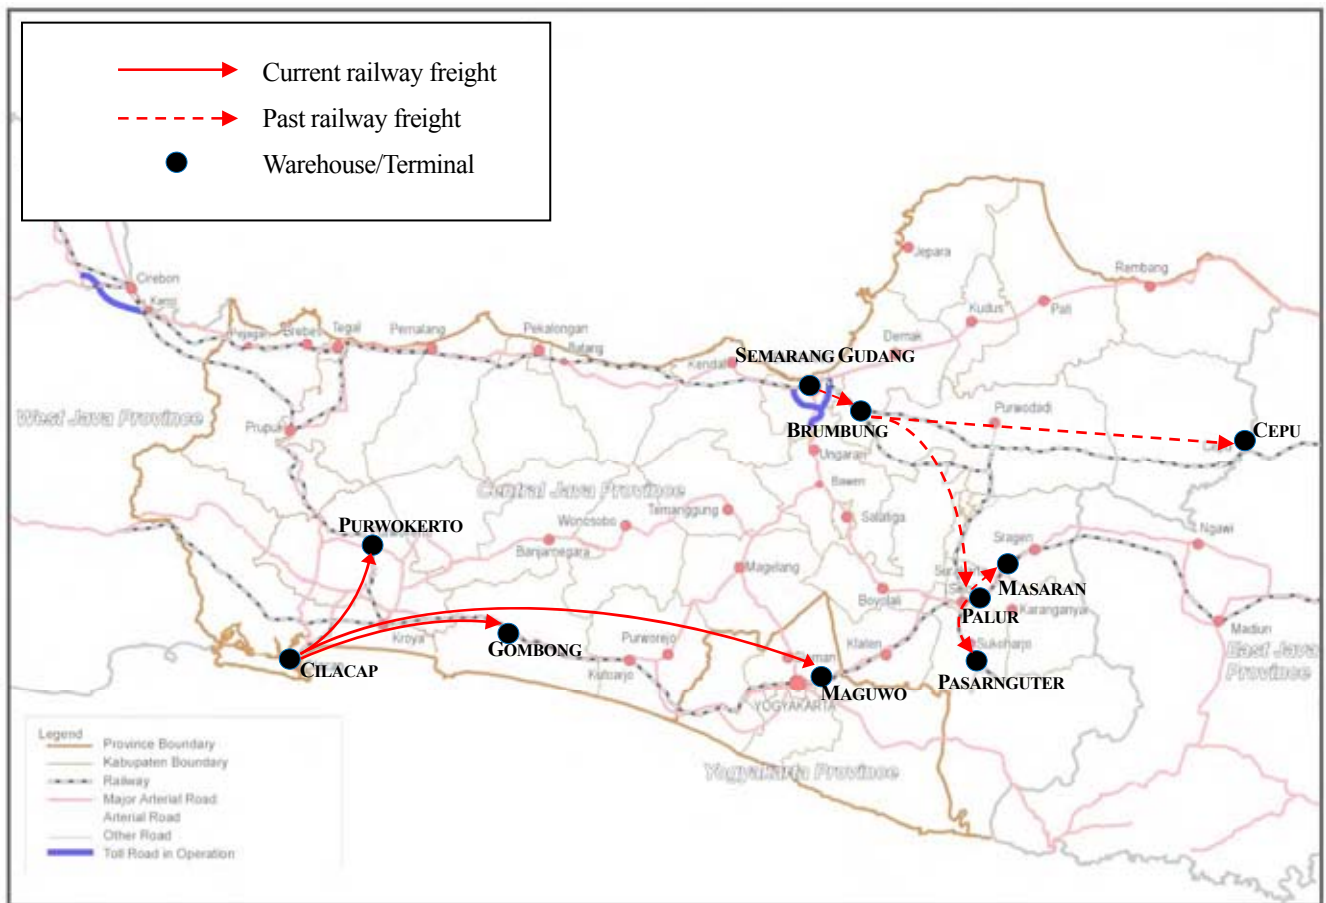 Current railway freight
Past railway freight
Warehouse/Terminal
Jepara
Rembang
Cirebon
Pati
Kudus
Demak
Brebes
Tegal
Pemalang
Pekalongan
Batang
Kendal
SEMARANG GUDANG
West Java Province
Purwodadi
BRUMBUNG
CEPU
Ungaran
Bawen
Central Java Province
Temanggung
Salatiga
Wonosobo
PURWOKERTO
Banjarnegara
Ngawi
Sragen
Magelang
MASARAN
Boyolali
PALUR
Karanganyar
Madiun
Kroya
GOMBONG
Purworejo
Klaten
Sukoharjo
East Java
Province
CILACAP
Kutoarjo
MAGUWO
PASARNGUTER
YOGYAKARTA
Yogyakarta Province
Legend
Province Boundary
Kabupaten Boundary
Railway
Major Arterial Road
Arterial Road
Other Road
Toll Road in Operation